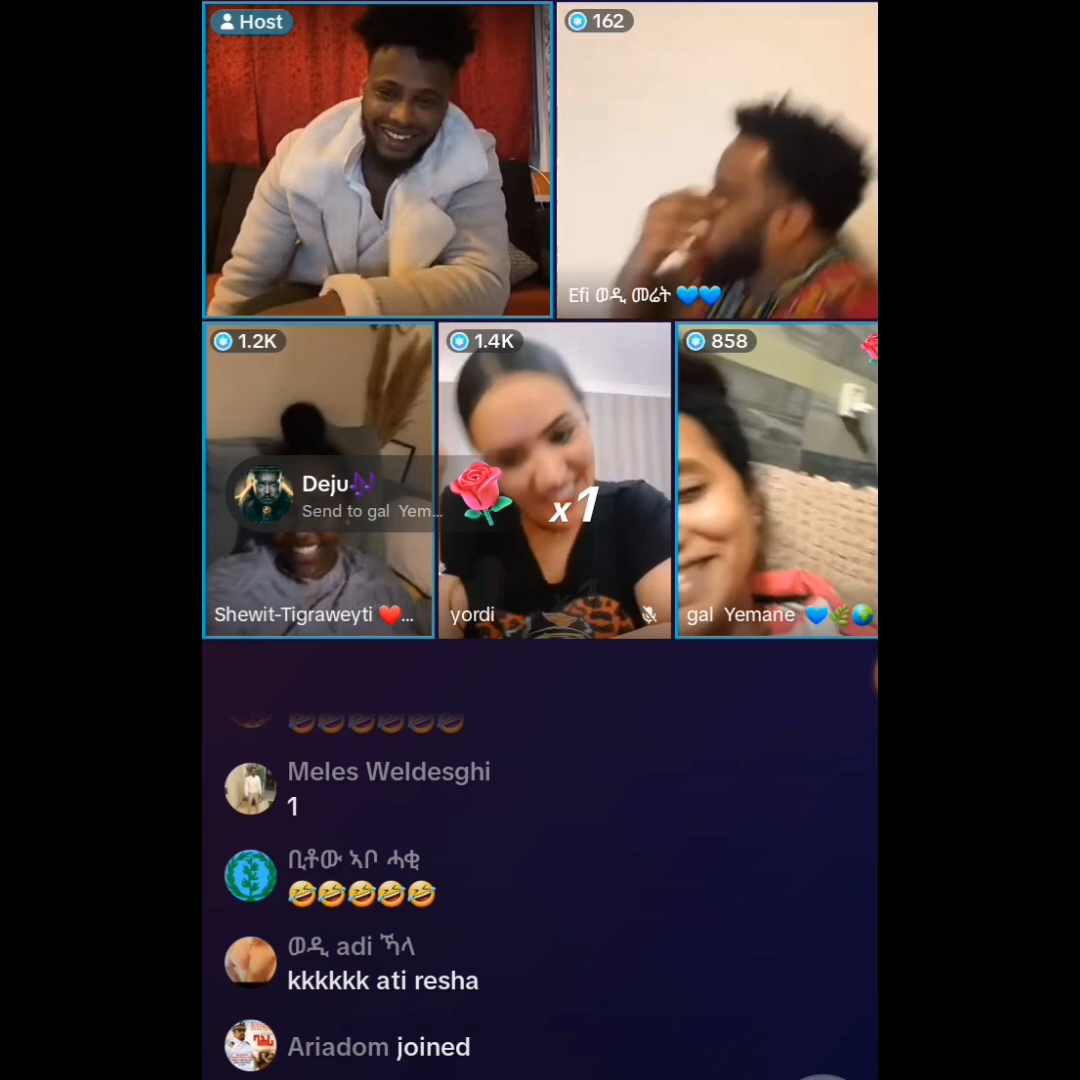 Host
162
Efi ወዲ መሬት 💙💙
1.2K
1.4K
858
Deju🎶
Send to gal Yem...
x1
Shewit-Tigraweyti ❤️...
yordi
gal Yemane 💙🌿🌍
🤣🤣🤣🤣🤣🤣
Meles Weldesghi
1
ቢቶው ኣቦ ሓቂ
🤣🤣🤣🤣🤣
ወዲ adi ኻላ
kkkkkk ati resha
Ariadom joined